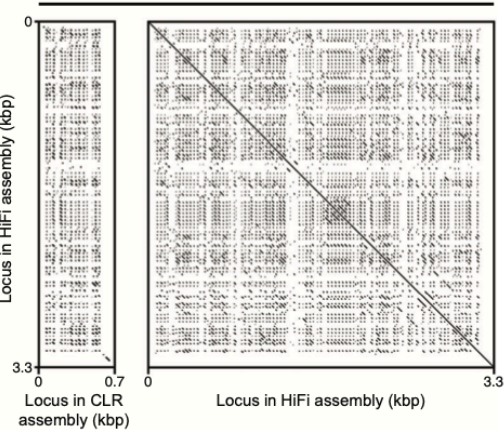 0
Locus in HiFi assembly (kbp)
3.3
0
0.7
0
3.3
Locus in CLR
assembly (kbp)
Locus in HiFi assembly (kbp)